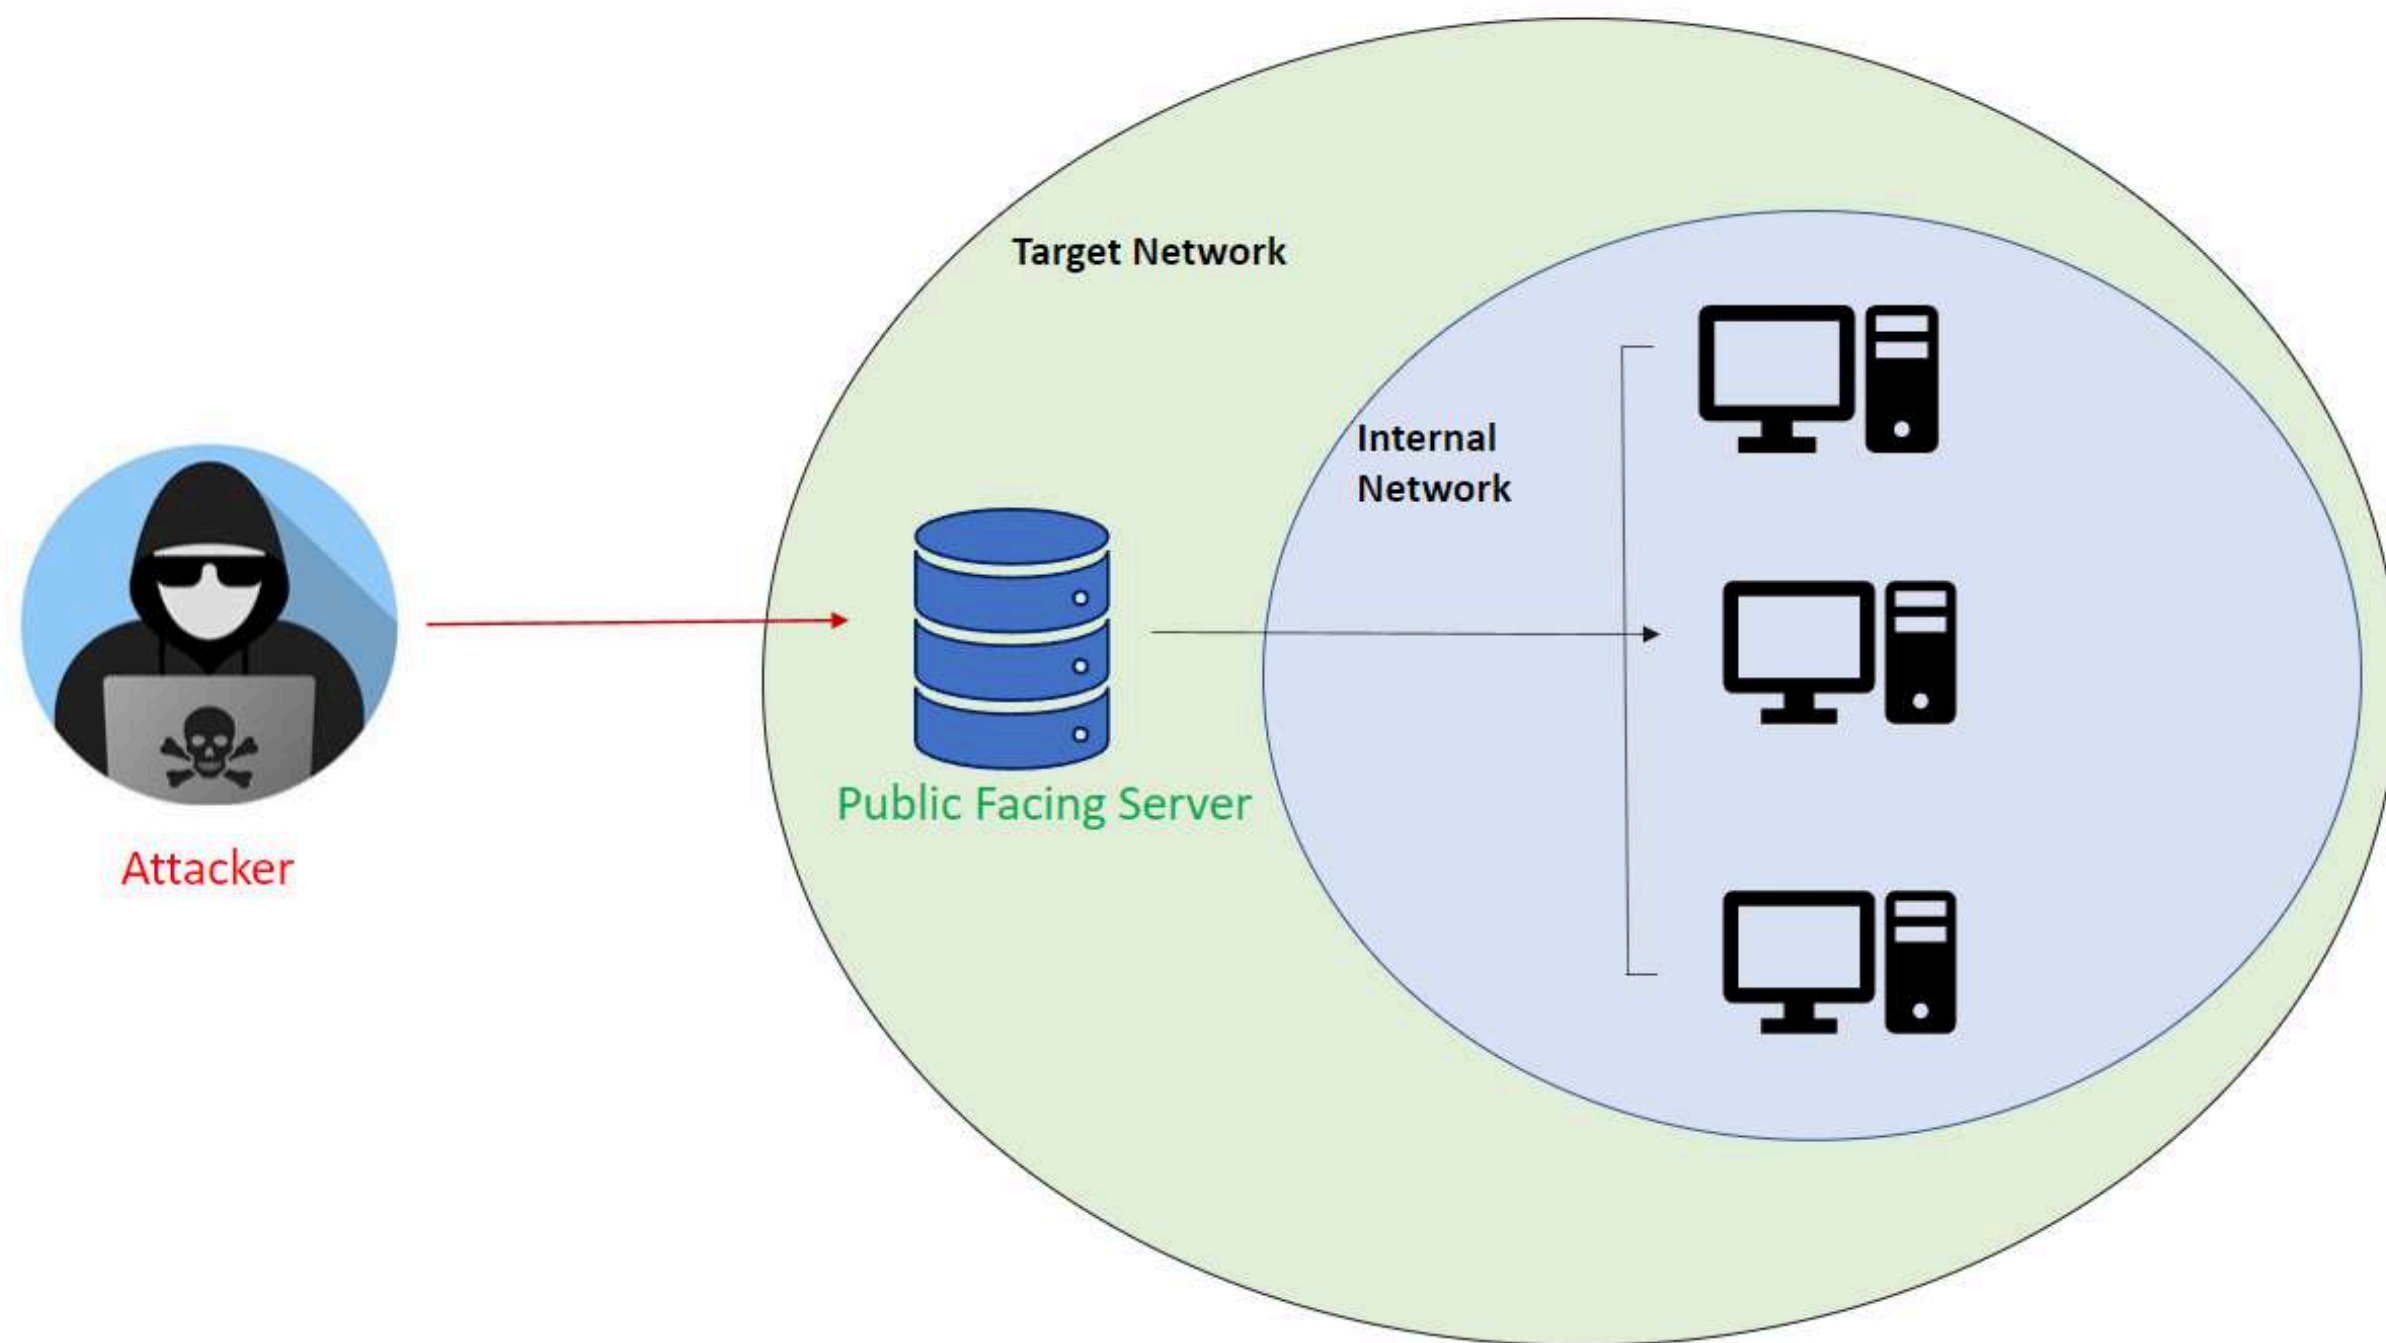 Target Network
Internal
Network
Public Facing Server
Attacker